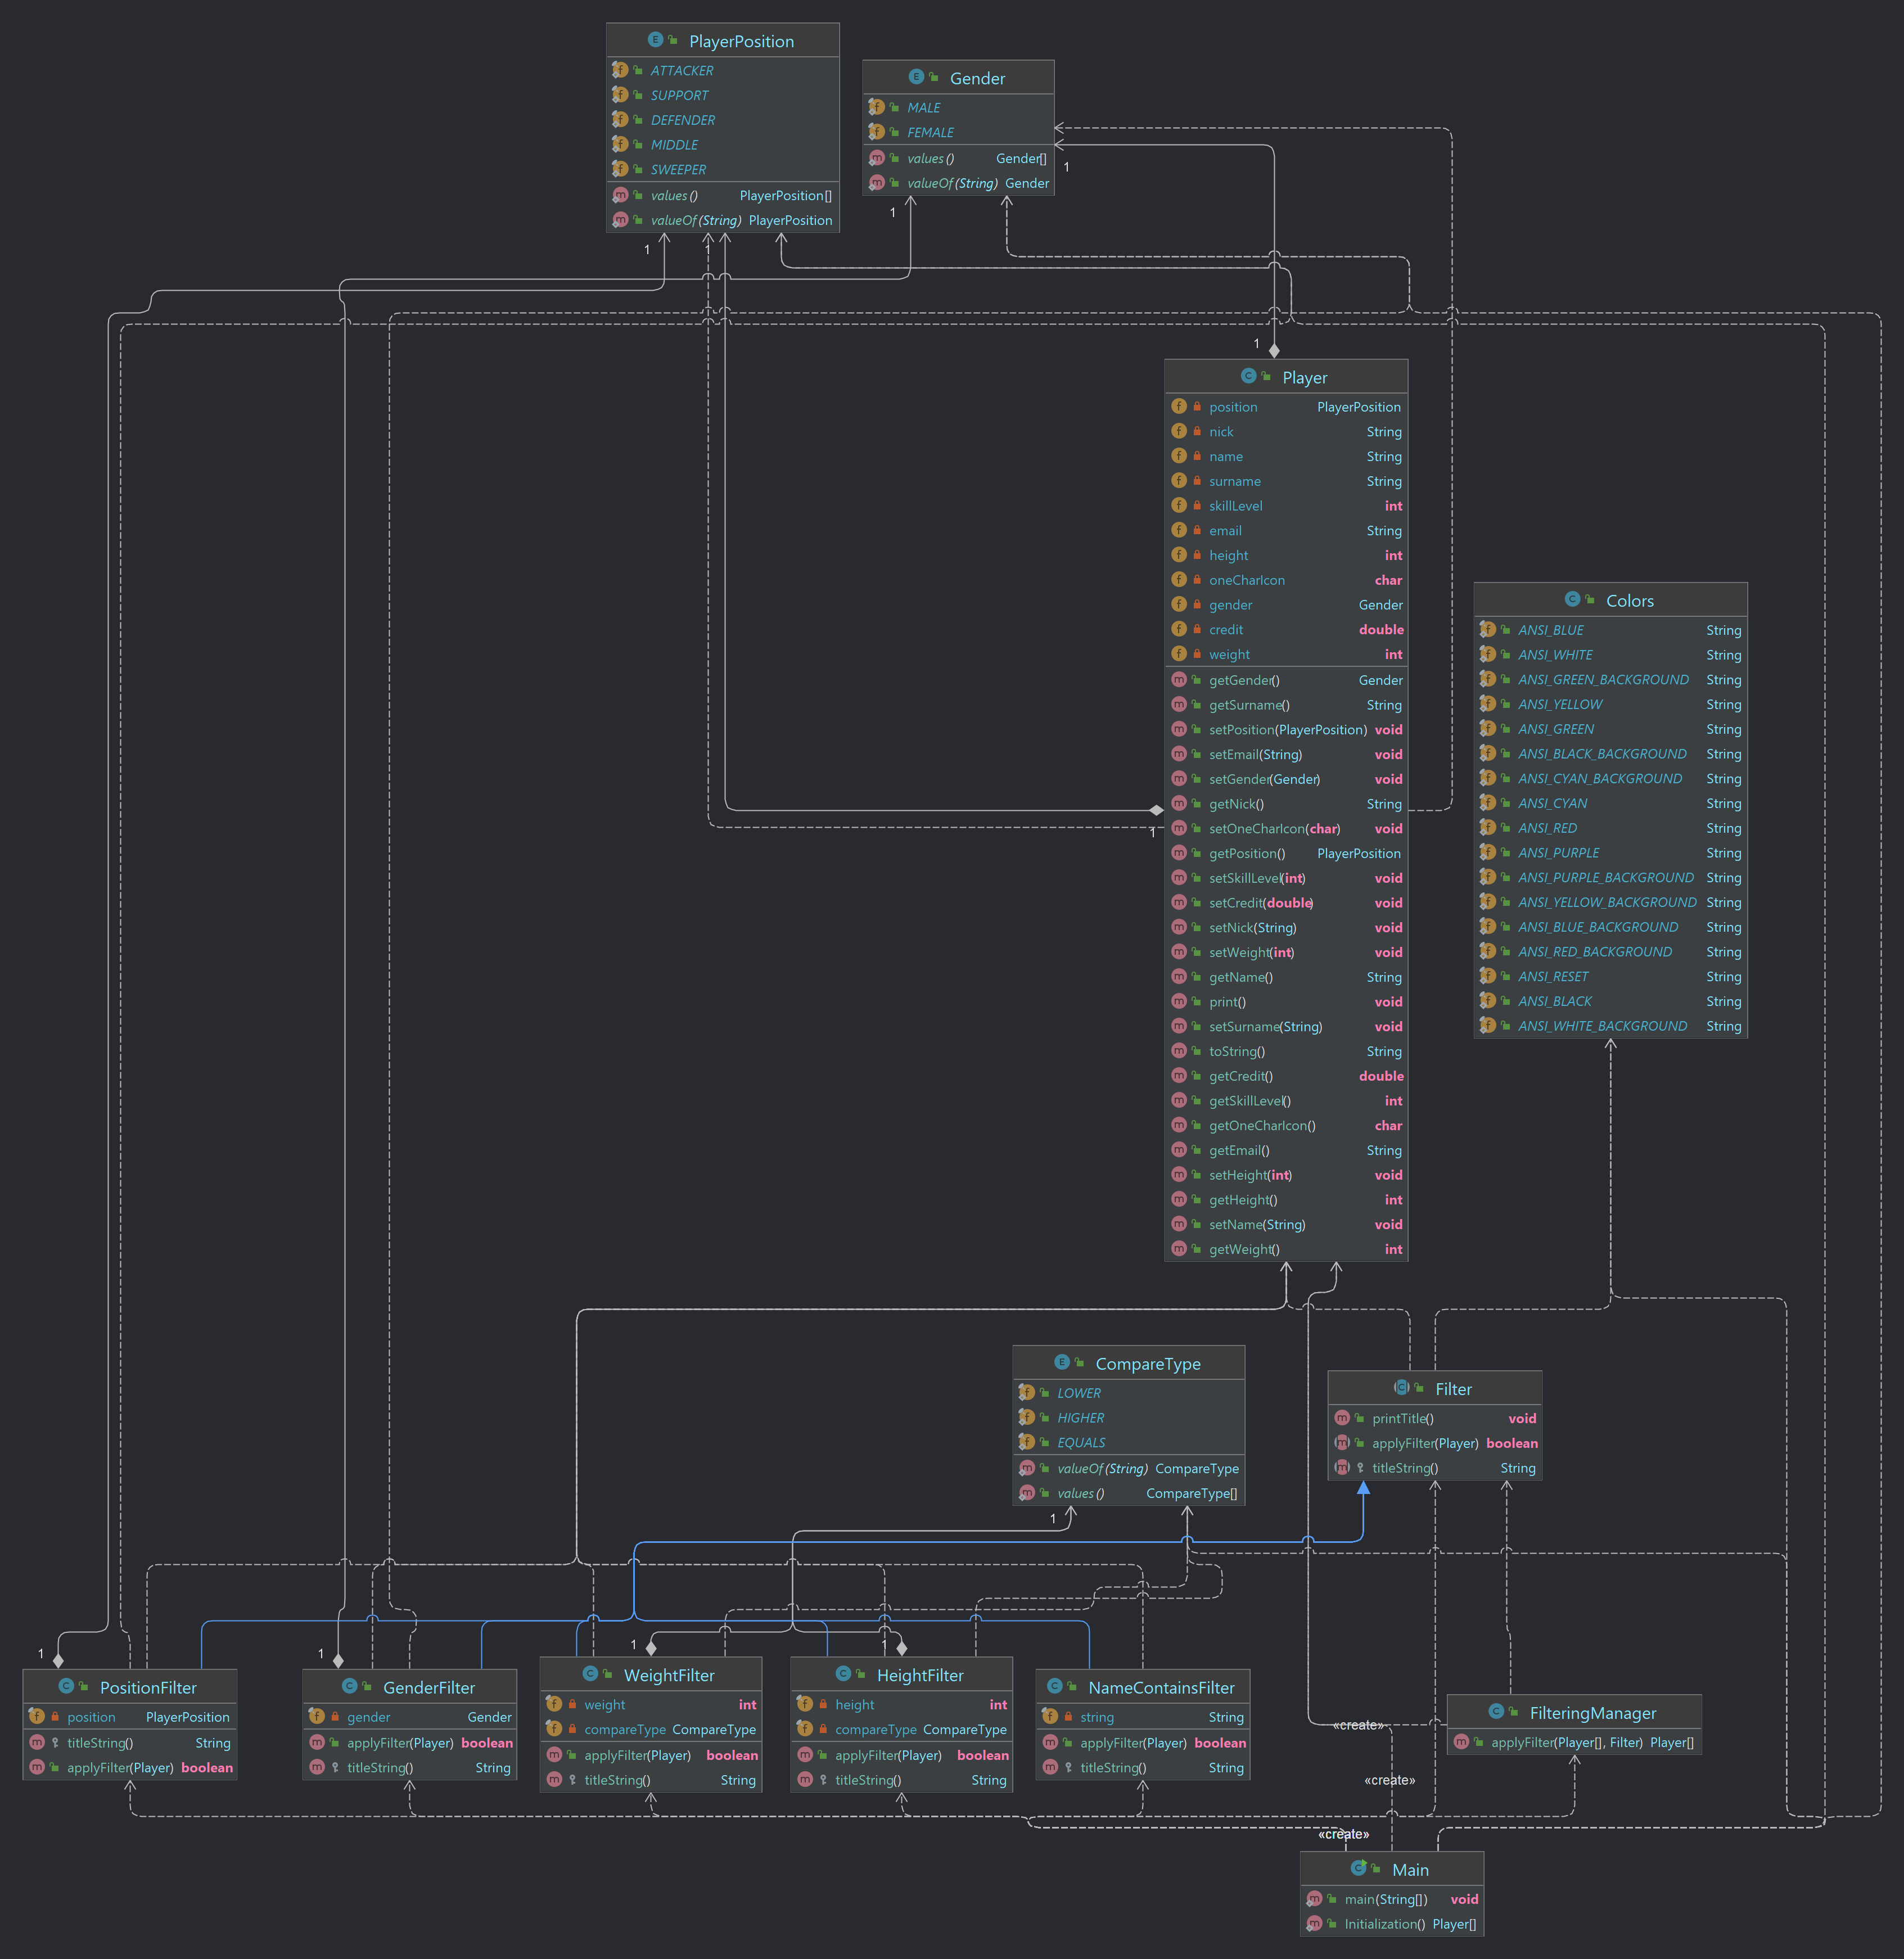 PlayerPosition
ATTACKER
SUPPORT
DEFENDER
MIDDLE
SWEEPER
values() PlayerPosition[]
valueOf(String) PlayerPosition
Gender
MALE
FEMALE
values() Gender[]
valueOf(String) Gender
1
1
1
1
1
Player
position PlayerPosition
nick String
name String
surname String
skillLevel int
email String
height int
oneCharIcon char
gender Gender
credit double
weight int
getGender() Gender
getSurname() String
setPosition(PlayerPosition) void
setEmail(String) void
setGender(Gender) void
getNick() String
setOneCharIcon(char) void
getPosition() PlayerPosition
setSkillLevel(int) void
setCredit(double) void
setNick(String) void
setWeight(int) void
getName() String
print() void
setSurname(String) void
toString() String
getCredit() double
getSkillLevel() int
getOneCharIcon() char
getEmail() String
setHeight(int) void
getHeight() int
setName(String) void
getWeight() int
1
Colors
ANSI_BLUE String
ANSI_WHITE String
ANSI_GREEN_BACKGROUND String
ANSI_YELLOW String
ANSI_GREEN String
ANSI_BLACK_BACKGROUND String
ANSI_CYAN_BACKGROUND String
ANSI_CYAN String
ANSI_RED String
ANSI_PURPLE String
ANSI_PURPLE_BACKGROUND String
ANSI_YELLOW_BACKGROUND String
ANSI_BLUE_BACKGROUND String
ANSI_RED_BACKGROUND String
ANSI_RESET String
ANSI_BLACK String
ANSI_WHITE_BACKGROUND String
CompareType
LOWER
HIGHER
EQUALS
valueOf(String) CompareType
values() CompareType[]
1
Filter
printTitle() void
applyFilter(Player) boolean
titleString() String
1
PositionFilter
position PlayerPosition
titleString() String
applyFilter(Player) boolean
1
GenderFilter
gender Gender
applyFilter(Player) boolean
titleString() String
1
WeightFilter
weight int
compareType CompareType
applyFilter(Player) boolean
titleString() String
1
HeightFilter
height int
compareType CompareType
applyFilter(Player) boolean
titleString() String
NameContainsFilter
string String
applyFilter(Player) boolean
titleString() String
FilteringManager
applyFilter(Player[], Filter) Player[]
«create»
«create»
«create»
Main
main(String[]) void
Initialization() Player[]